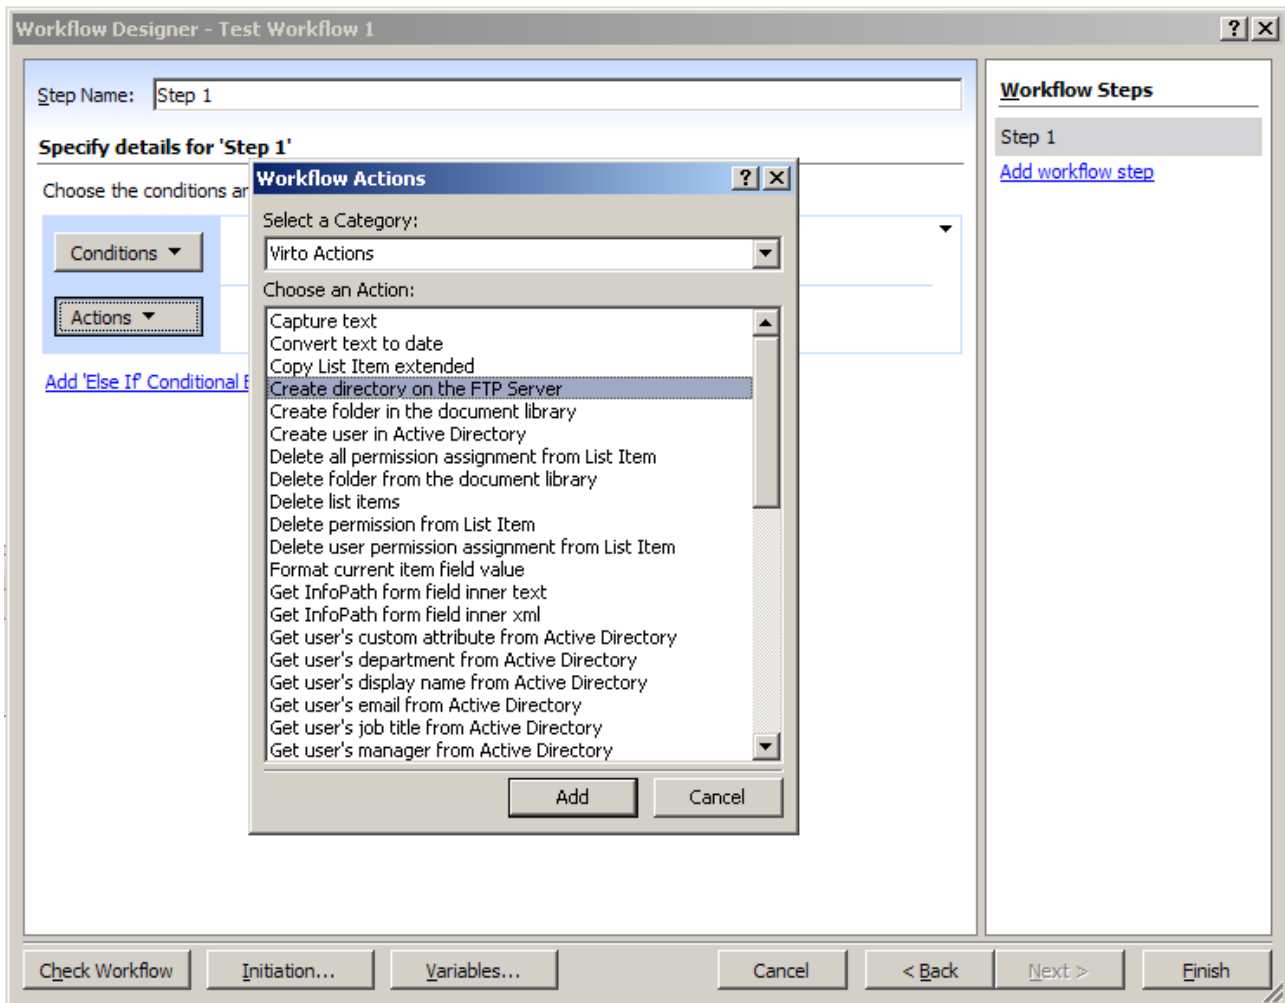 Workflow Designer - Test Workflow 1
Step Name:
Step 1
Specify details for 'Step 1'
Choose the conditions
Conditions
Actions
Add 'Else If' Conditional
Workflow Actions
Select a Category:
Virto Actions
Choose an Action:
Capture text
Convert text to date
Copy List Item extended
Create directory on the FTP Server
Create folder in the document library
Create user in Active Directory
Delete all permission assignment from List Item
Delete folder from the document library
Delete list items
Delete permission from List Item
Delete user permission assignment from List Item
Format current item field value
Get InfoPath form field inner text
Get InfoPath form field inner xml
Get user's custom attribute from Active Directory
Get user's department from Active Directory
Get user's display name from Active Directory
Get user's email from Active Directory
Get user's job title from Active Directory
Get user's manager from Active Directory
Add
Cancel
Workflow Steps
Step 1
Add workflow step
Check Workflow
Initiation...
Variables...
Cancel
< Back
Next >
Finish